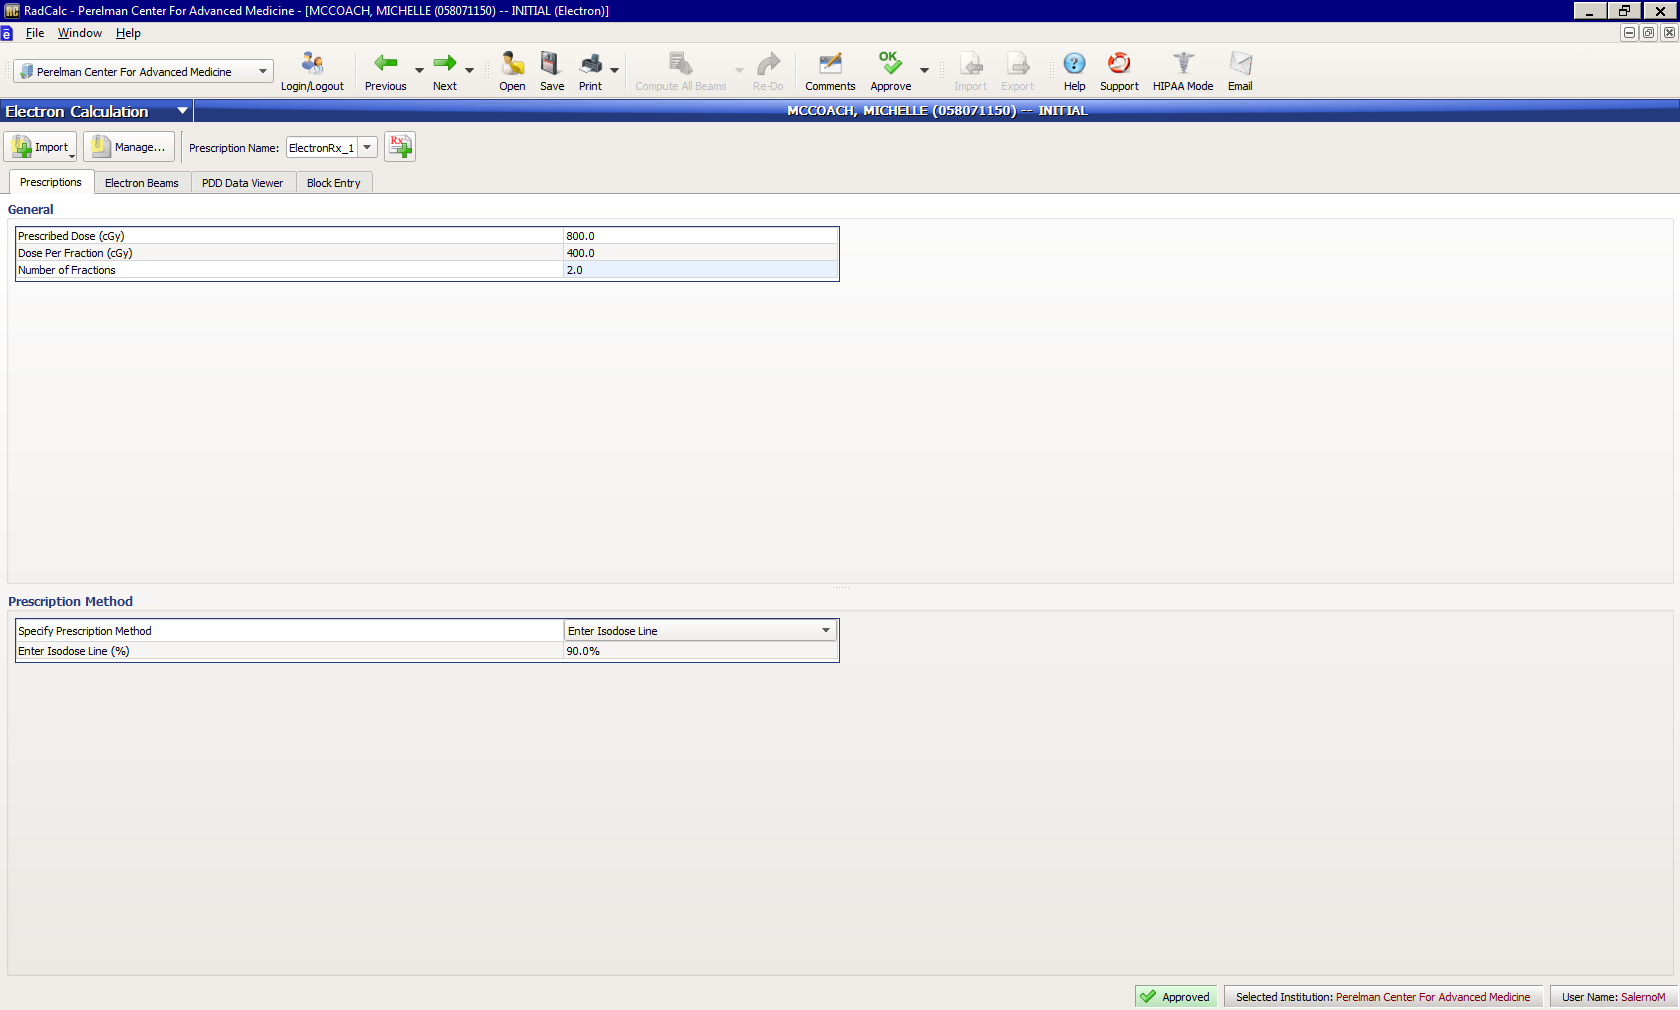 RadCalc - Perelman Center For Advanced Medicine - [MCCOACH, MICHELLE (058071150) -- INITIAL (Electron)]
File Window Help
Perelman Center For Advanced Medicine Login/Logout Previous Next Open Save Print Compute All Beams Re-Do Comments Approve Import Export Help Support HIPAA Mode Email
Electron Calculation MCCOACH, MICHELLE (058071150) -- INITIAL
Import Manage... Prescription Name: ElectronRx_1
Prescriptions Electron Beams PDD Data Viewer Block Entry
General
Prescribed Dose (cGy) 800.0
Dose Per Fraction (cGy) 400.0
Number of Fractions 2.0
Prescription Method
Specify Prescription Method Enter Isodose Line
Enter Isodose Line (%) 90.0%
Approved Selected Institution: Perelman Center For Advanced Medicine User Name: SalernoM